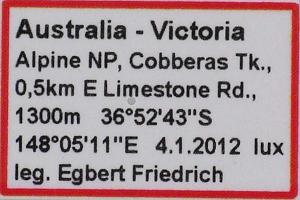 Australia - Victoria
Alpine NP, Cobberas Tk.,
0,5km E Limestone Rd.,
1300m 36°52'43"S
148°05'11"E 4.1.2012 lux
leg. Egbert Friedrich